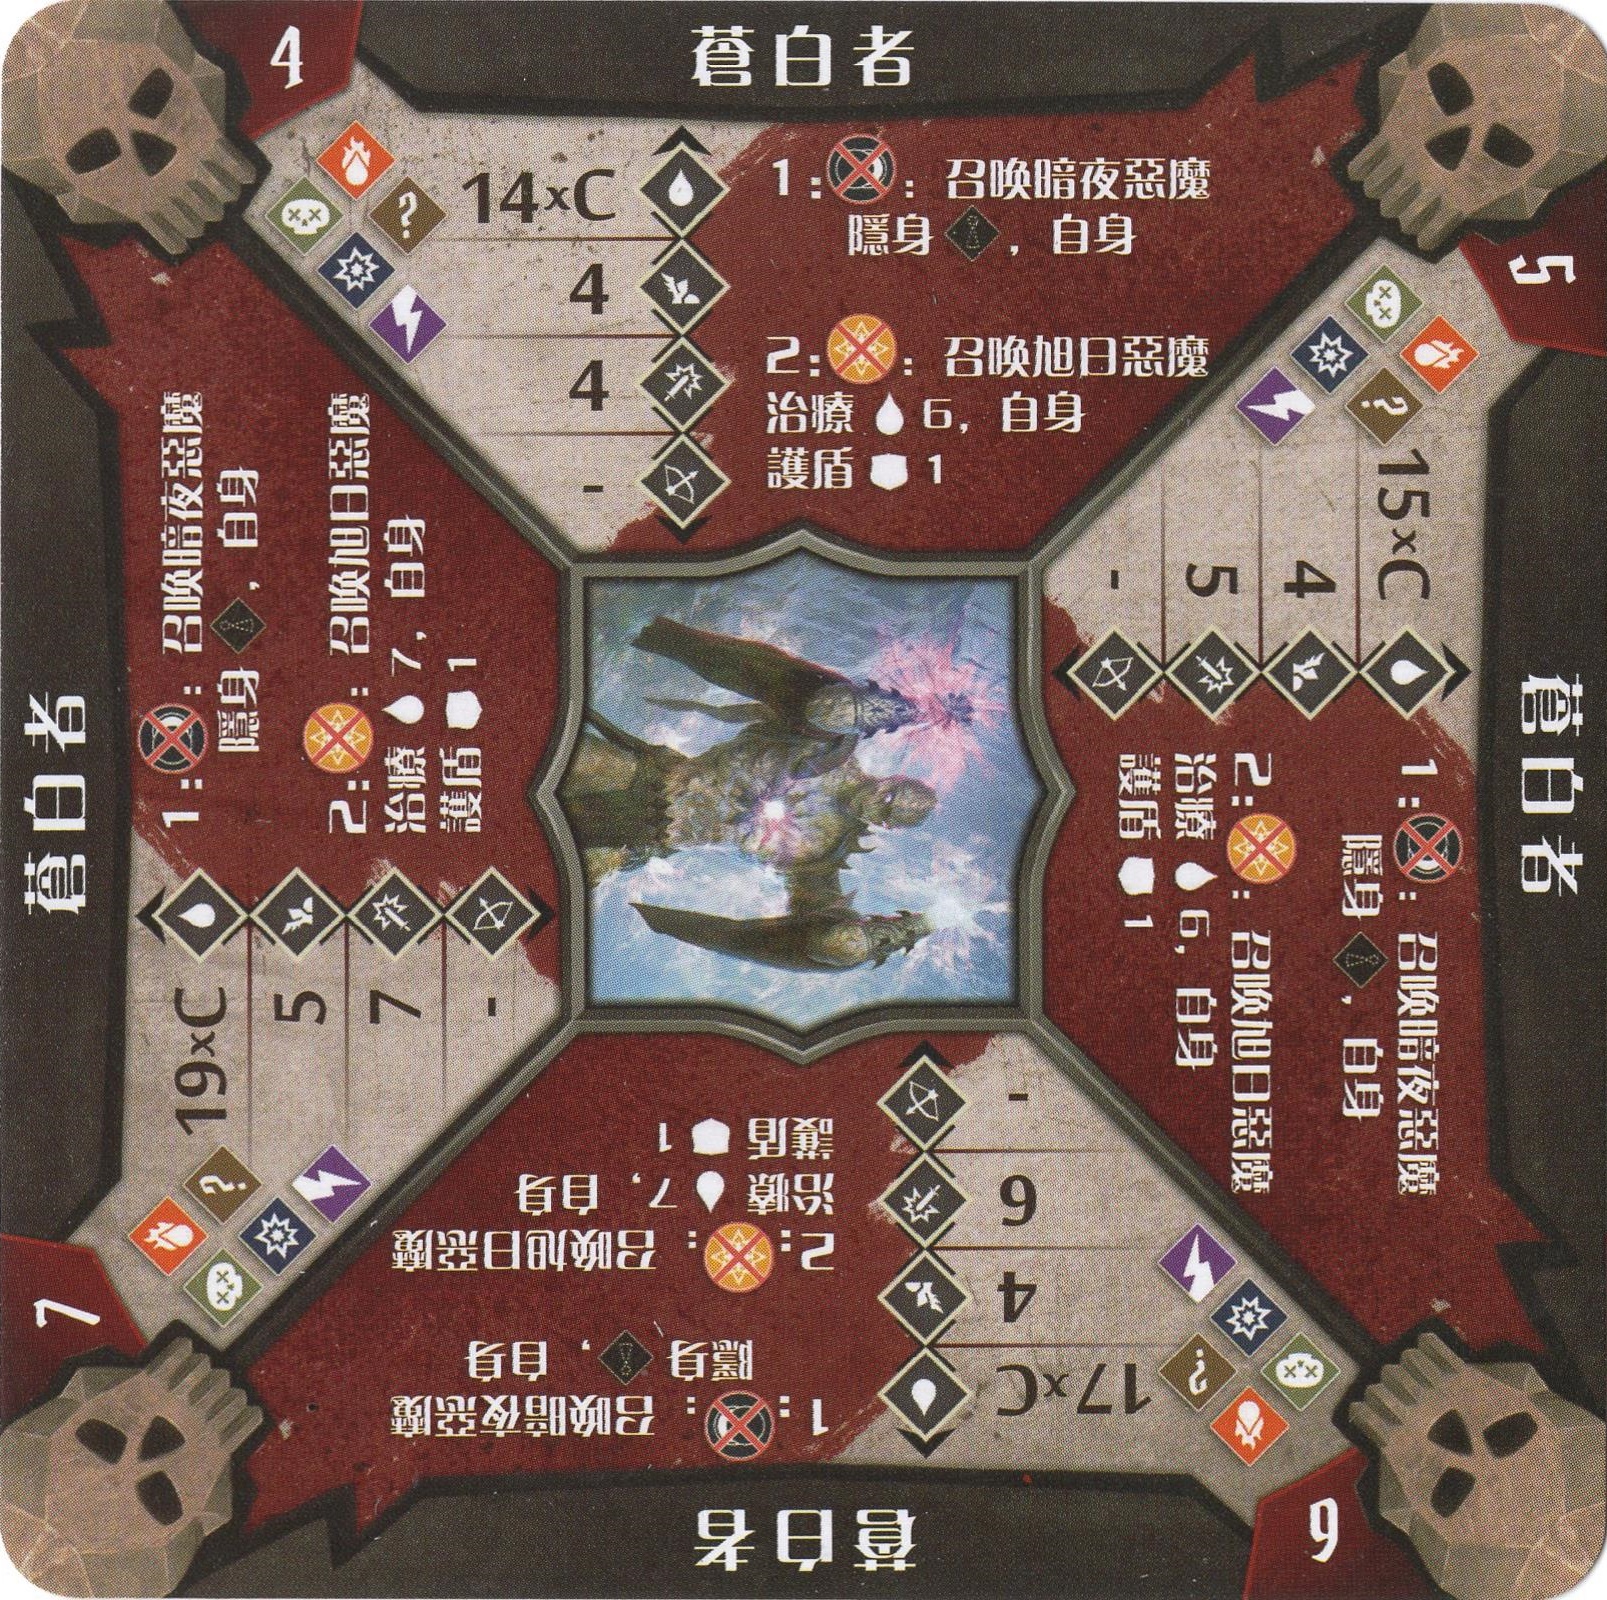 4
蒼白者
14xC
4
4
-
1: : 召喚暗夜惡魔
隱身 , 自身
2: : 召喚旭日惡魔
治療 6, 自身
護盾 1
5
蒼白者
15xC
4
5
-
1: : 召喚暗夜惡魔
隱身 , 自身
2: : 召喚旭日惡魔
治療 6, 自身
護盾 1
6
蒼白者
17xC
4
6
-
1: : 召喚暗夜惡魔
隱身 , 自身
2: : 召喚旭日惡魔
治療 7, 自身
護盾 1
7
蒼白者
19xC
5
7
-
1: : 召喚暗夜惡魔
隱身 , 自身
2: : 召喚旭日惡魔
治療 7, 自身
護盾 1